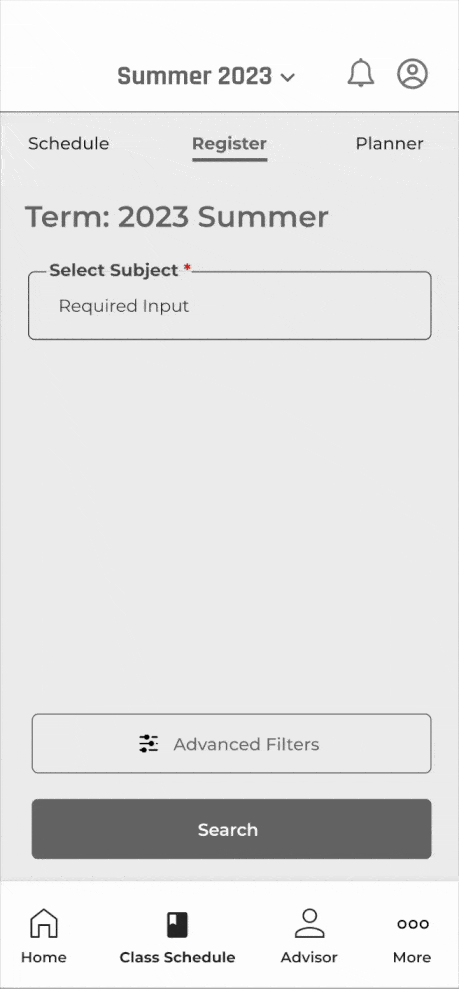 Summer 2023
Schedule Register Planner
Term: 2023 Summer
Select Subject *
Required Input
Advanced Filters
Search
Home Class Schedule Advisor More